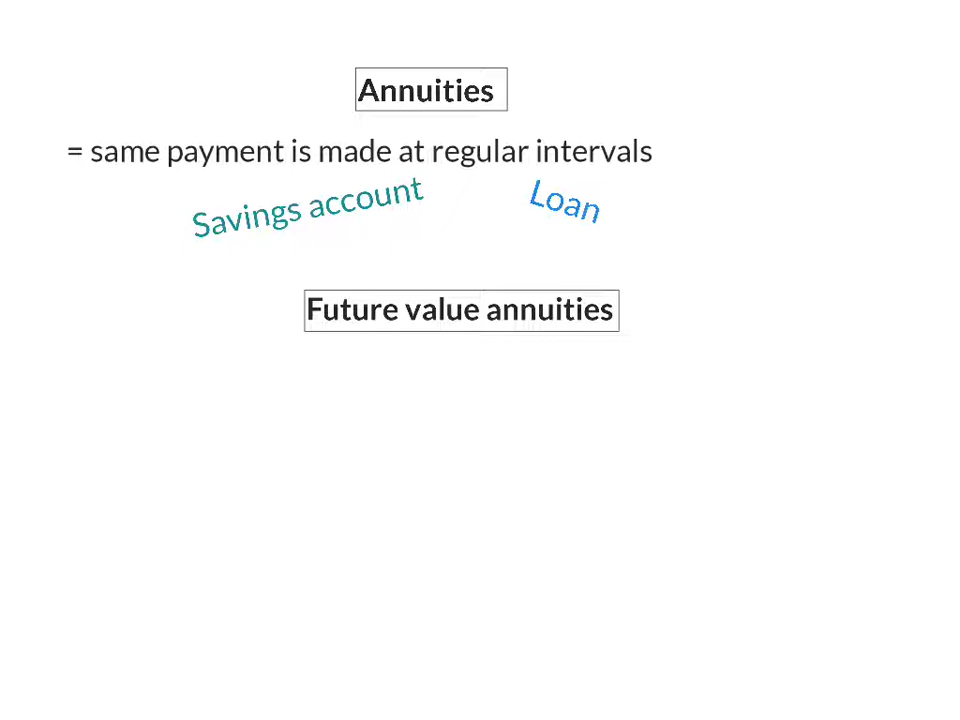 Annuities
= same payment is made at regular intervals
Savings account
Loan
Future value annuities